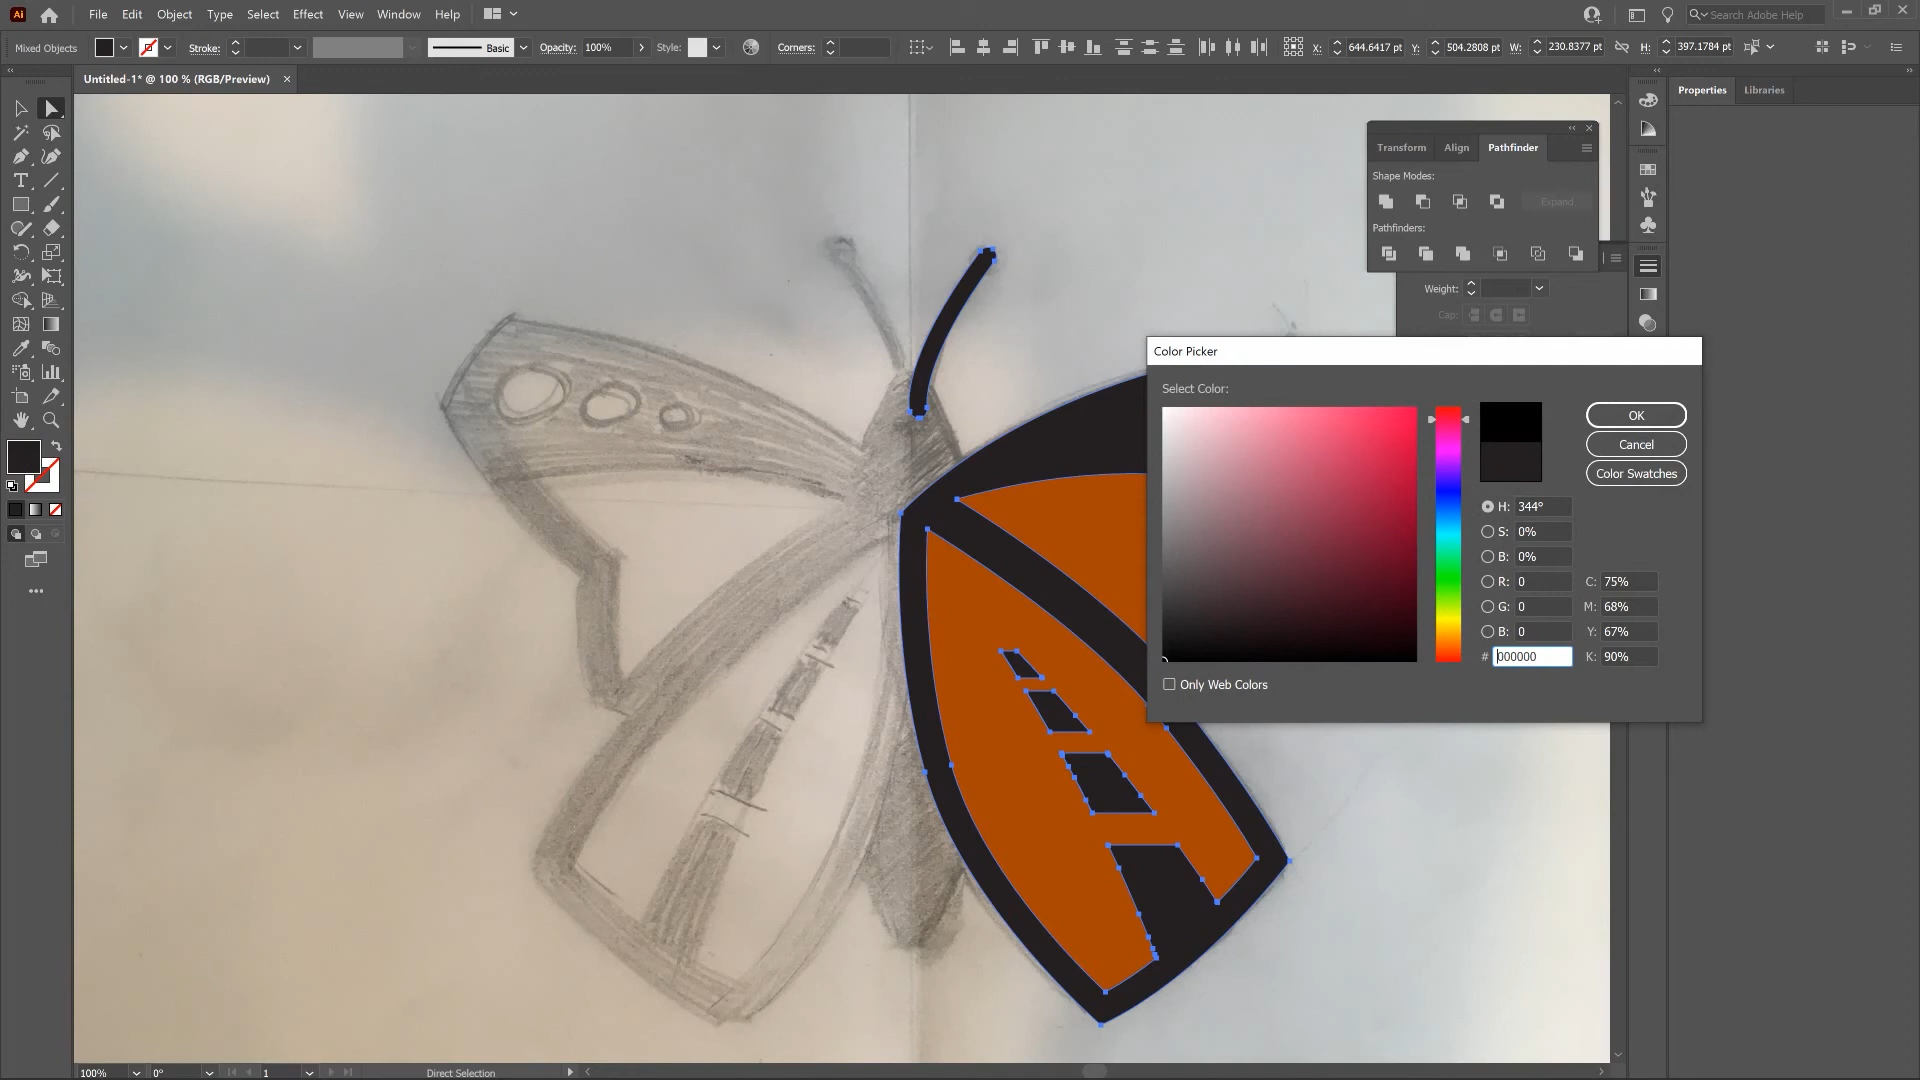 Ai File Edit Object Type Select Effect View Window Help Search Adobe Help
Mixed Objects Stroke: Basic Opacity: 100% Style: Corners: X: 644.6417 pt Y: 504.2808 pt W: 230.8377 pt H: 397.1784 pt
Untitled-1* @ 100 % (RGB/Preview) × Properties Libraries
Transform Align Pathfinder
Shape Modes:
Expand
Pathfinders:
Weight:
Cap:
Color Picker
Select Color:
OK
Cancel
Color Swatches
H: 344°
S: 0%
B: 0%
R: 0 C: 75%
G: 0 M: 68%
B: 0 Y: 67%
# 000000 K: 90%
Only Web Colors
100% 0° 1 Direct Selection